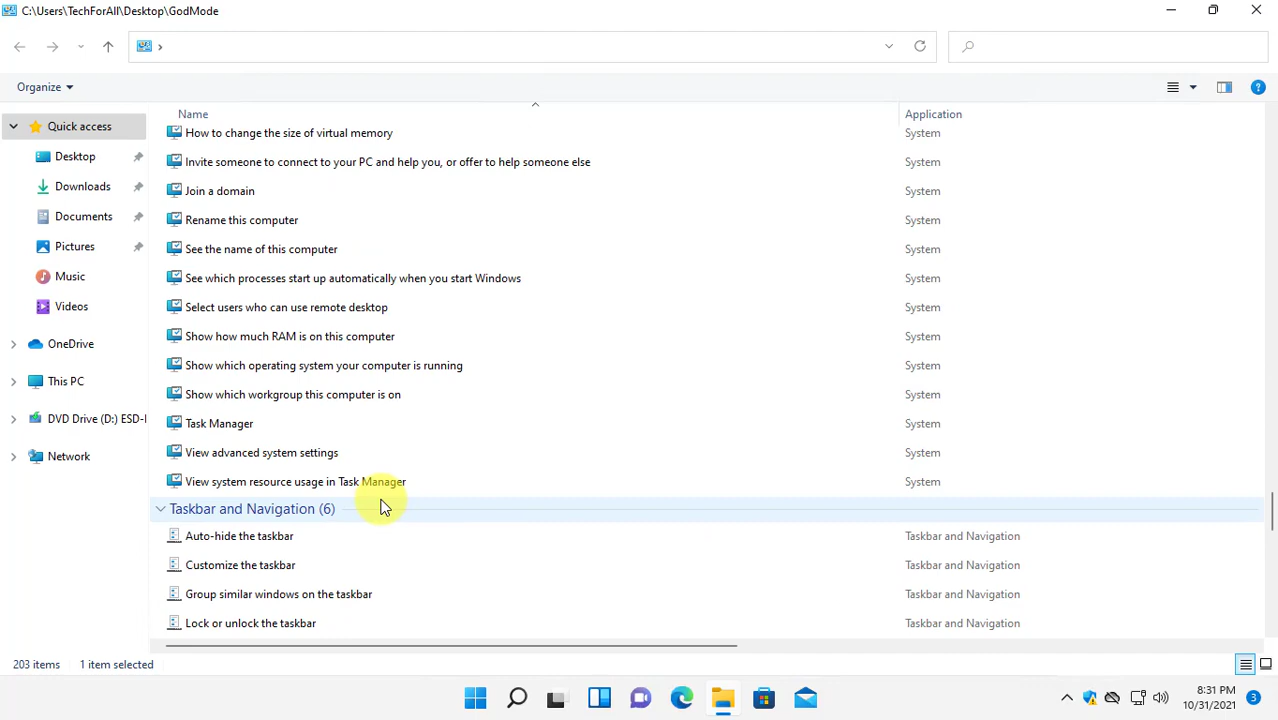 C:\Users\TechForAll\Desktop\GodMode
Organize
Name
Application
Quick access
Desktop
Downloads
Documents
Pictures
Music
Videos
OneDrive
This PC
DVD Drive (D:) ESD-I
Network
How to change the size of virtual memory System
Invite someone to connect to your PC and help you, or offer to help someone else System
Join a domain System
Rename this computer System
See the name of this computer System
See which processes start up automatically when you start Windows System
Select users who can use remote desktop System
Show how much RAM is on this computer System
Show which operating system your computer is running System
Show which workgroup this computer is on System
Task Manager System
View advanced system settings System
View system resource usage in Task Manager System
Taskbar and Navigation (6)
Auto-hide the taskbar Taskbar and Navigation
Customize the taskbar Taskbar and Navigation
Group similar windows on the taskbar Taskbar and Navigation
Lock or unlock the taskbar Taskbar and Navigation
203 items 1 item selected
8:31 PM
10/31/2021
3